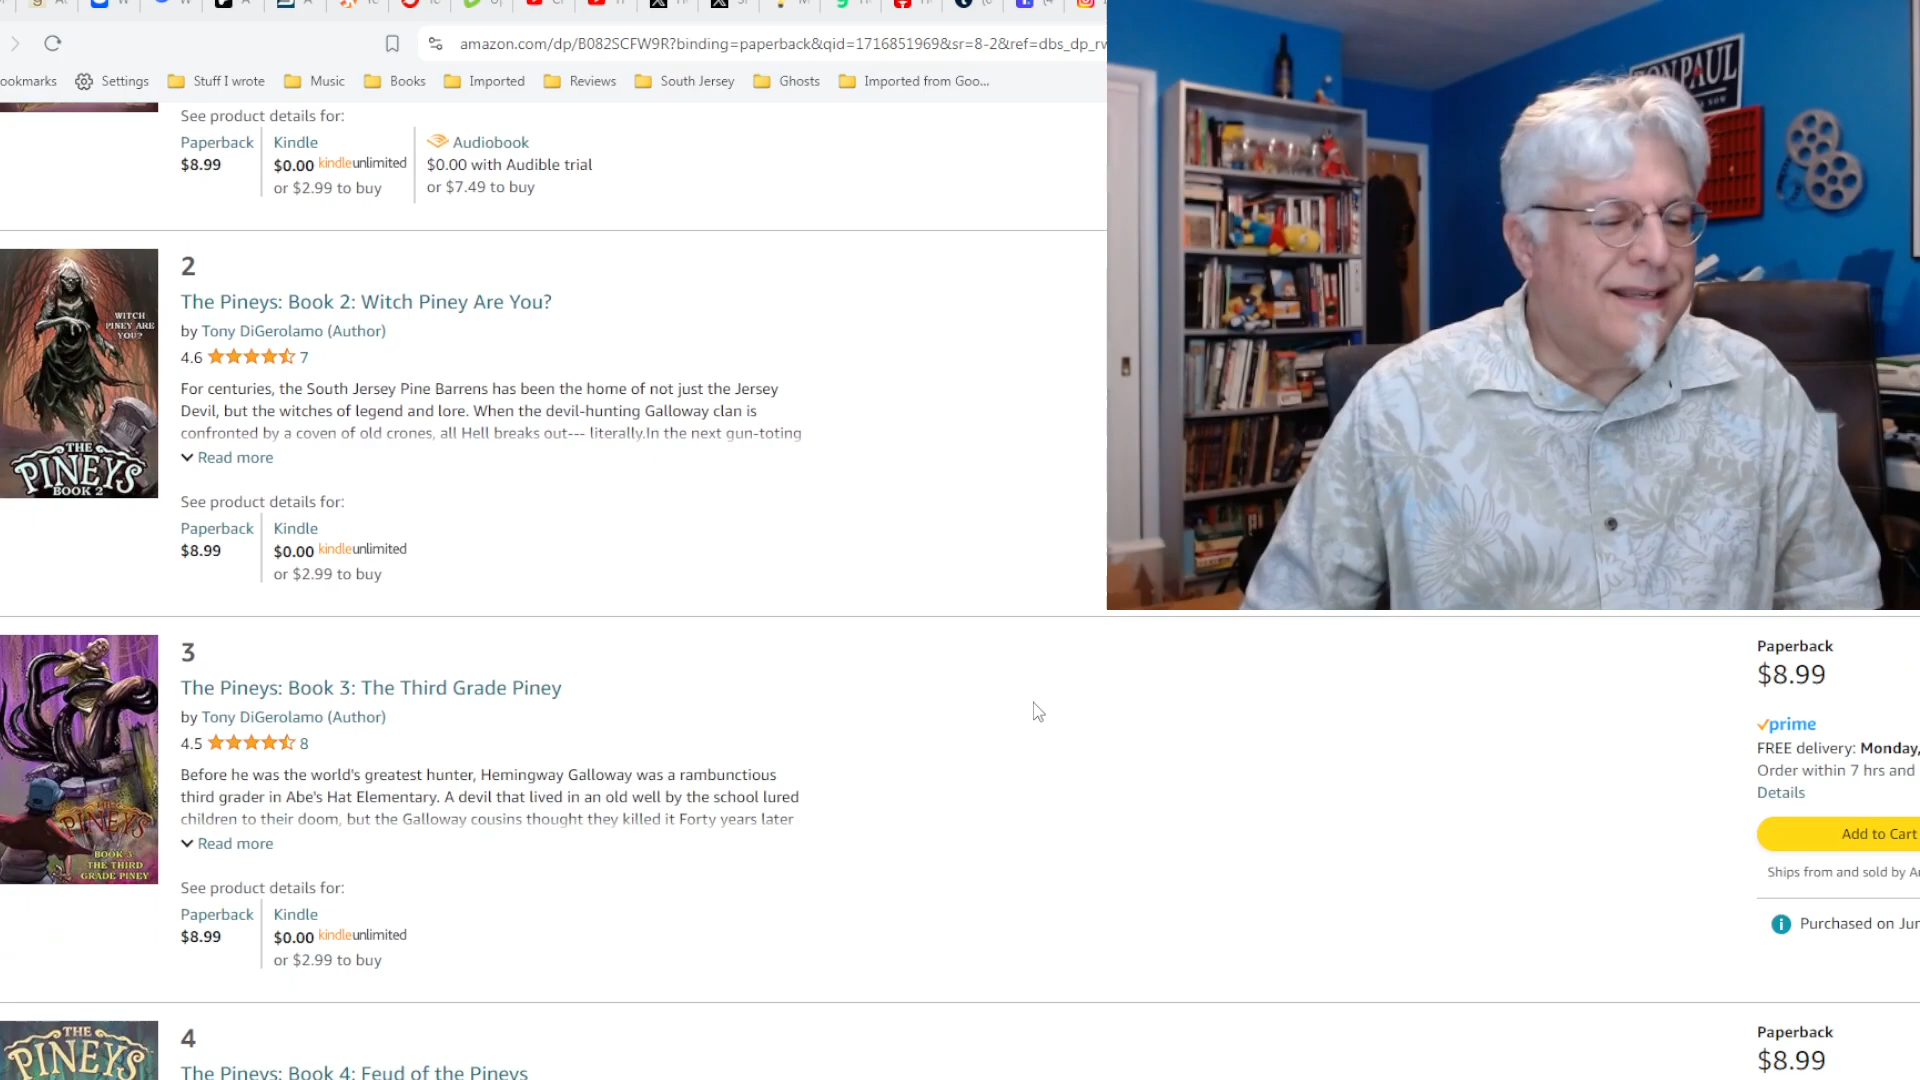 amazon.com/dp/B082SCFW9R?binding=paperback&qid=1716851969&sr=8-2&ref=dbs_dp_rw
ookmarks Settings Stuff I wrote Music Books Imported Reviews South Jersey Ghosts Imported from Goo...
See product details for:
Paperback Kindle Audiobook
$8.99 $0.00 kindleunlimited $0.00 with Audible trial
or $2.99 to buy or $7.49 to buy
2
The Pineys: Book 2: Witch Piney Are You?
by Tony DiGerolamo (Author)
4.6 7
For centuries, the South Jersey Pine Barrens has been the home of not just the Jersey
Devil, but the witches of legend and lore. When the devil-hunting Galloway clan is
confronted by a coven of old crones, all Hell breaks out--- literally.In the next gun-toting
Read more
See product details for:
Paperback Kindle
$8.99 $0.00 kindleunlimited
or $2.99 to buy
WITCH
PINEY ARE
YOU?
THE
PINEYS
BOOK 2
ON PAUL
3
The Pineys: Book 3: The Third Grade Piney
by Tony DiGerolamo (Author)
4.5 8
Before he was the world's greatest hunter, Hemingway Galloway was a rambunctious
third grader in Abe's Hat Elementary. A devil that lived in an old well by the school lured
children to their doom, but the Galloway cousins thought they killed it Forty years later
Read more
See product details for:
Paperback Kindle
$8.99 $0.00 kindleunlimited
or $2.99 to buy
THE
PINEYS
BOOK 3
THE THIRD
GRADE PINEY
Paperback
$8.99
prime
FREE delivery: Monday,
Order within 7 hrs and
Details
Add to Cart
Ships from and sold by A
Purchased on Jun
THE
PINEYS
4
The Pineys: Book 4: Feud of the Pineys
Paperback
$8.99